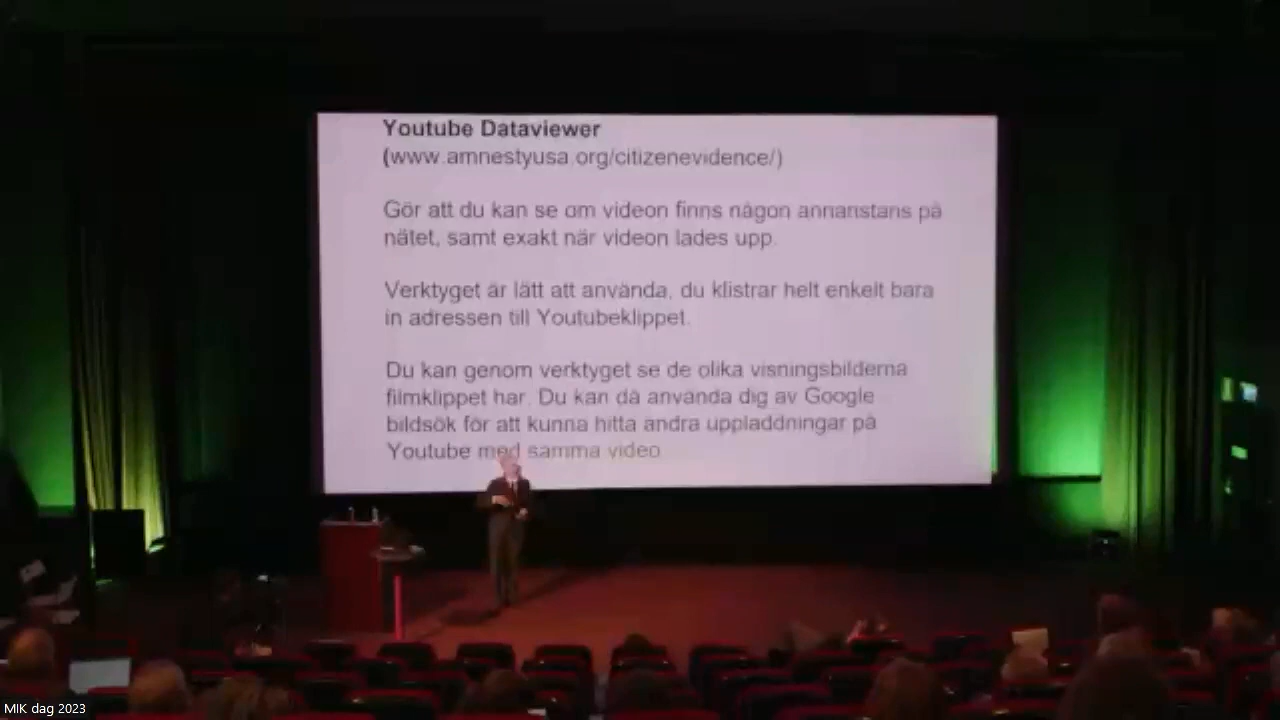 Youtube Dataviewer
(www.amnestyusa.org/citizenevidence/)
Gör att du kan se om videon finns någon annanstans på
nätet, samt exakt när videon lades upp.
Verktyget är lätt att använda, du klistrar helt enkelt bara
in adressen till Youtubeklippet.
Du kan genom verktyget se de olika visningsbilderna
filmklippet har. Du kan då använda dig av Google
bildsök för att kunna hitta andra uppladdningar på
Youtube med samma video
MIK dag 2023